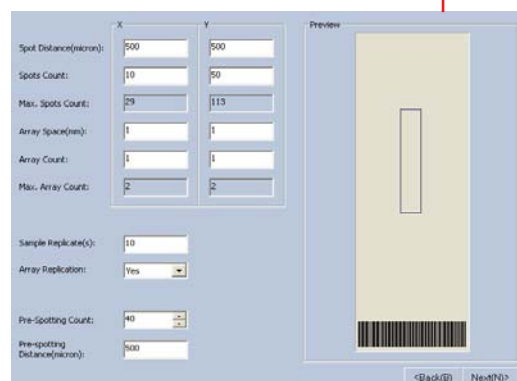 X Y Preview
Spot Distance(micron): 500 500
Spots Count: 10 50
Max. Spots Count: 29 113
Array Space(mm): 1 1
Array Count: 1 1
Max. Array Count: 2 2
Sample Replicate(s): 10
Array Replication: Yes
Pre-Spotting Count: 40
Pre-spotting
Distance(micron): 500
<Back(B) Next(N)>